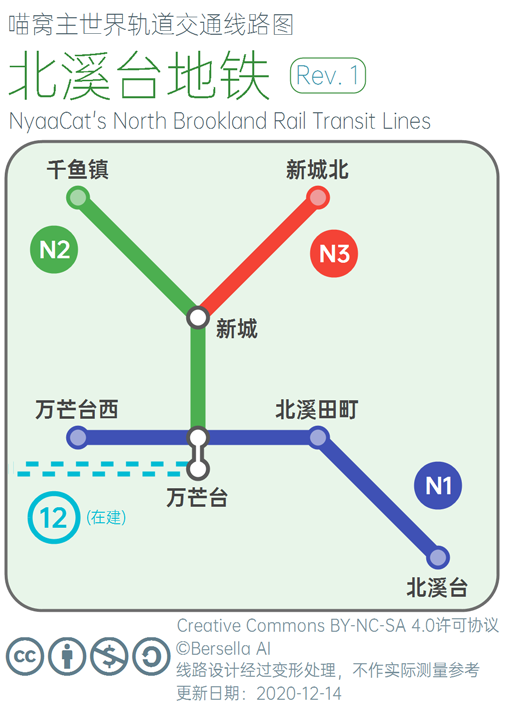 喵窝主世界轨道交通线路图
北溪台地铁 Rev. 1
NyaaCat's North Brookland Rail Transit Lines
千鱼镇
新城北
N2
N3
新城
万芒台西
北溪田町
N1
万芒台
12 (在建)
北溪台
Creative Commons BY-NC-SA 4.0许可协议
cc
©Bersella AI
线路设计经过变形处理，不作实际测量参考
更新日期：2020-12-14